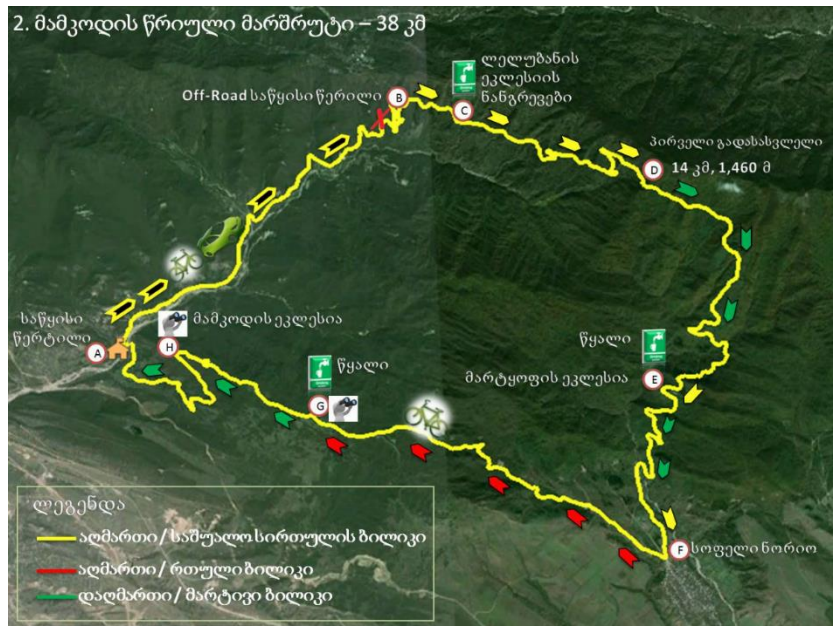 2. მამკოდის წრიული მარშრუტი – 38 კმ
ლელუბანის
ეკლესიის
ნანგრევები
Off-Road საწყისი წერილი
B
C
პირველი გადასასვლელი
D
14 კმ, 1,460 მ
საწყისი
წერტილი
A
მამკოდის ეკლესია
H
წყალი
G
წყალი
მარტყოფის ეკლესია
E
F
სოფელი ნორიო
ლეგენდა
აღმართი / საშუალო სირთულის ბილიკი
აღმართი / რთული ბილიკი
დაღმართი / მარტივი ბილიკი